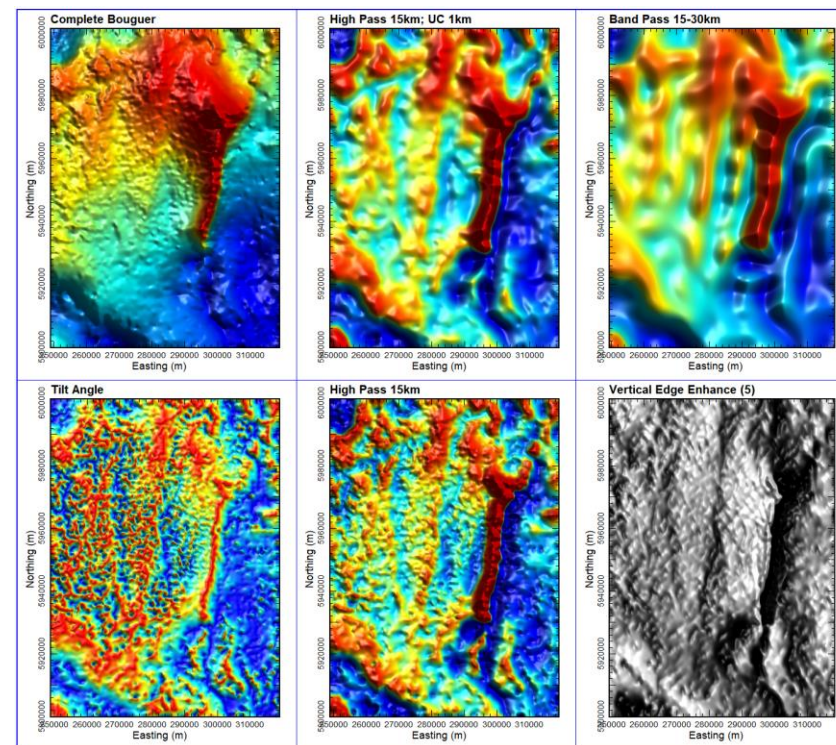 Complete Bouguer
High Pass 15km; UC 1km
Band Pass 15-30km
Northing (m)
6000000
5980000
5960000
5940000
5920000
5900000
250000 260000 270000 280000 290000 300000 310000
Easting (m)
Northing (m)
6000000
5980000
5960000
5940000
5920000
5900000
250000 260000 270000 280000 290000 300000 310000
Easting (m)
Northing (m)
6000000
5980000
5960000
5940000
5920000
5900000
250000 260000 270000 280000 290000 300000 310000
Easting (m)
Tilt Angle
High Pass 15km
Vertical Edge Enhance (5)
Northing (m)
6000000
5980000
5960000
5940000
5920000
5900000
250000 260000 270000 280000 290000 300000 310000
Easting (m)
Northing (m)
6000000
5980000
5960000
5940000
5920000
5900000
250000 260000 270000 280000 290000 300000 310000
Easting (m)
Northing (m)
6000000
5980000
5960000
5940000
5920000
5900000
250000 260000 270000 280000 290000 300000 310000
Easting (m)